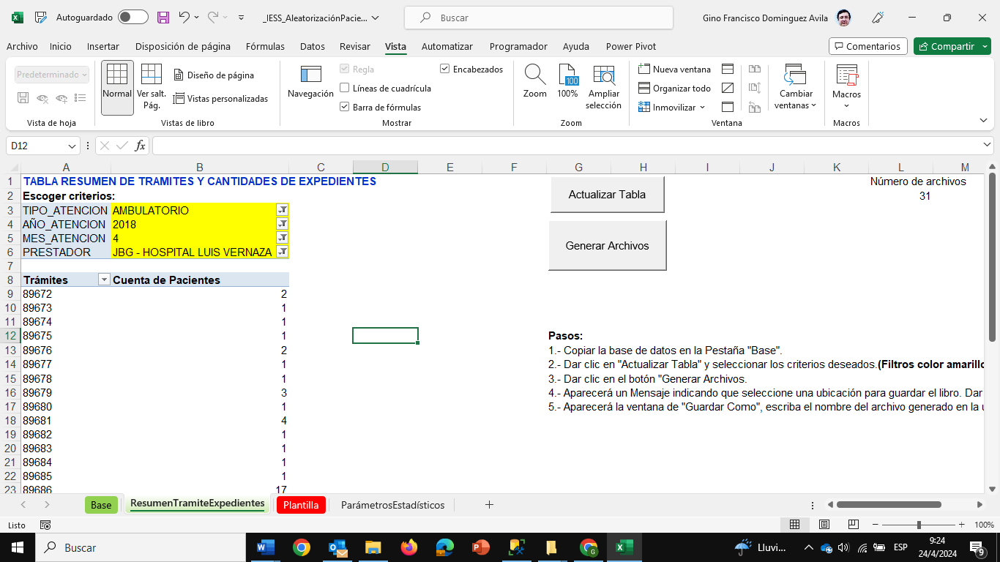 Autoguardado
_IESS_AleatorizaciónPacie...
Buscar
Gino Francisco Dominguez Avila
Archivo Inicio Insertar Disposición de página Fórmulas Datos Revisar Vista Automatizar Programador Ayuda Power Pivot
Comentarios Compartir
Predeterminado
Vista de hoja
Normal
Ver salt. Pág.
Diseño de página
Vistas personalizadas
Vistas de libro
Navegación
Regla
Líneas de cuadrícula
Barra de fórmulas
Encabezados
Mostrar
Zoom
100
100%
Ampliar selección
Zoom
Nueva ventana
Organizar todo
Inmovilizar
Cambiar ventanas
Ventana
Macros
Macros
D12
fx
A B C D E F G H I J K L M
1 TABLA RESUMEN DE TRAMITES Y CANTIDADES DE EXPEDIENTES
Número de archivos
2 Escoger criterios:
31
3 TIPO_ATENCION AMBULATORIO
4 AÑO_ATENCION 2018
5 MES_ATENCION 4
6 PRESTADOR JBG - HOSPITAL LUIS VERNAZA
Actualizar Tabla
Generar Archivos
7
8 Trámites Cuenta de Pacientes
9 89672 2
10 89673 1
11 89674 1
12 89675 1
13 89676 2
14 89677 1
15 89678 1
16 89679 3
17 89680 1
18 89681 4
19 89682 1
20 89683 1
21 89684 1
22 89685 1
23 89686 17
Pasos:
1.- Copiar la base de datos en la Pestaña "Base".
2.- Dar clic en "Actualizar Tabla" y seleccionar los criterios deseados.(Filtros color amarillo
3.- Dar clic en el botón "Generar Archivos.
4.- Aparecerá un Mensaje indicando que seleccione una ubicación para guardar el libro. Dar
5.- Aparecerá la ventana de "Guardar Como", escriba el nombre del archivo generado en la u
Base ResumenTramiteExpedientes Plantilla ParámetrosEstadísticos
Listo
100%
Buscar
Lluvi...
ESP
9:24
24/4/2024
9